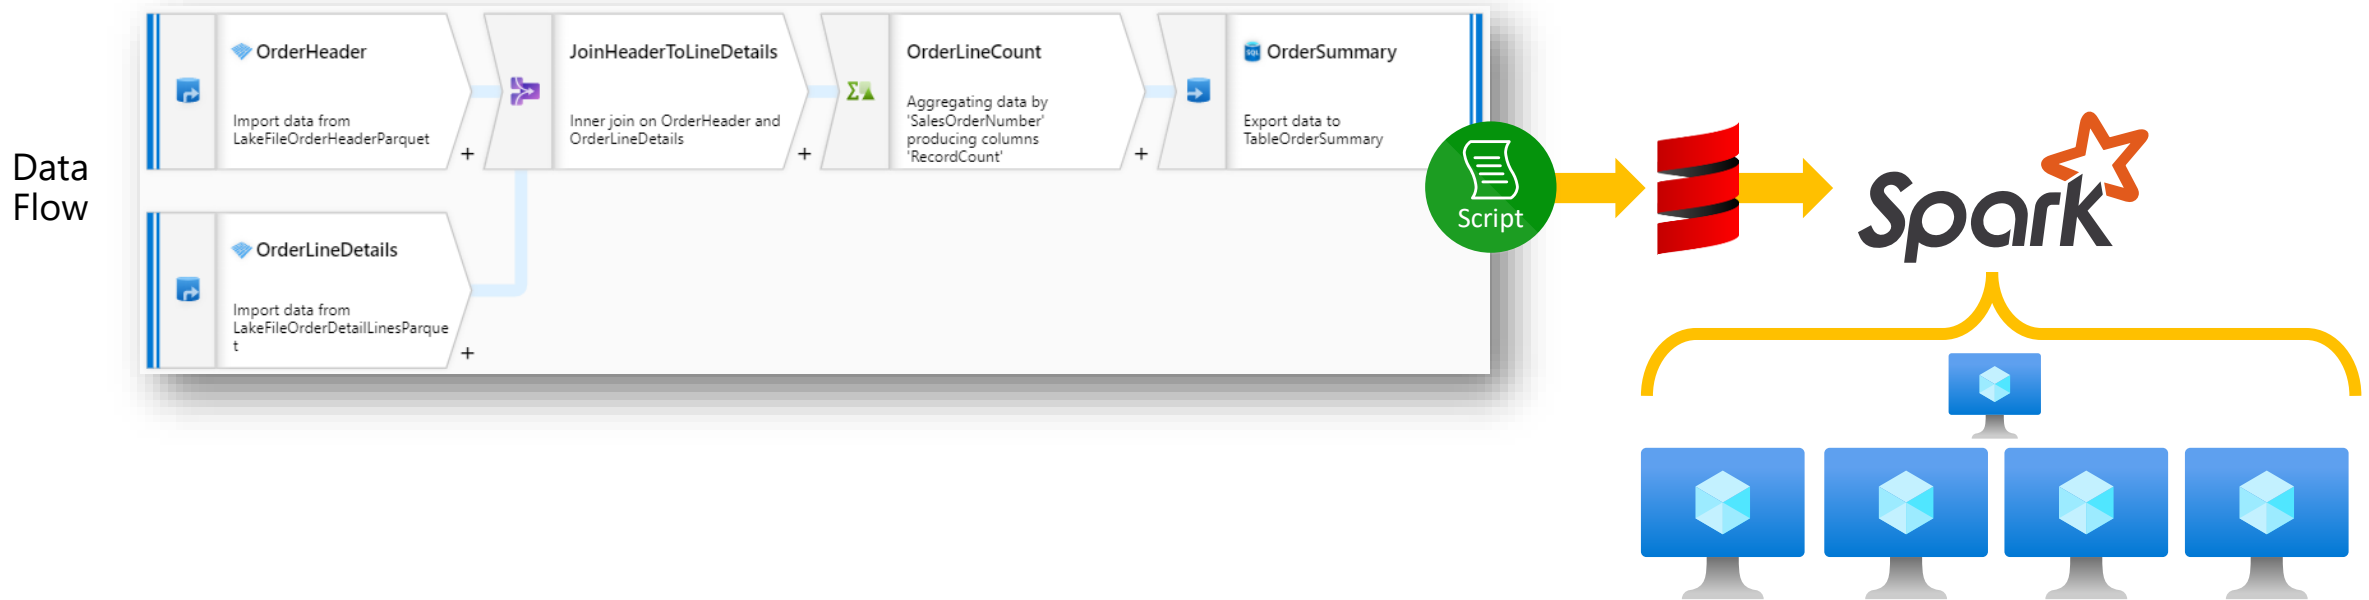 Data
Flow
OrderHeader
Import data from
LakeFileOrderHeaderParquet
+
JoinHeaderToLineDetails
Inner join on OrderHeader and
OrderLineDetails
+
OrderLineCount
Aggregating data by
'SalesOrderNumber'
producing columns
'RecordCount'
+
SQL
OrderSummary
Export data to
TableOrderSummary
OrderLineDetails
Import data from
LakeFileOrderDetailLinesParque
t
+
Script
Spark